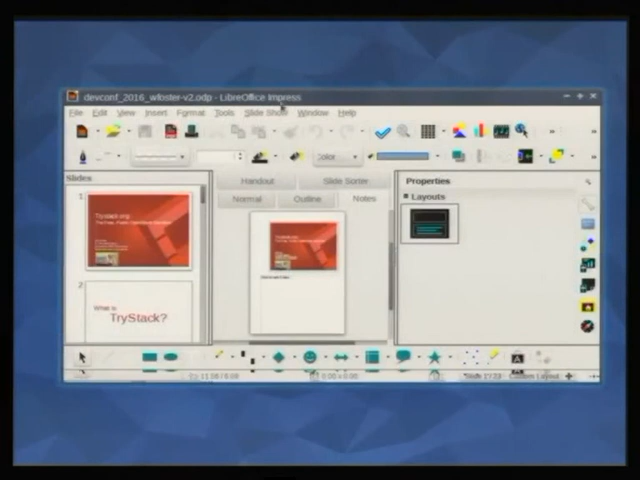 devconf_2016_wfoster-v2.odp - LibreOffice Impress
File Edit View Insert Format Tools Slide Show Window Help
Color
Slides
Handout Slide Sorter
Normal Outline Notes
Properties
Layouts
1
Trystack.org
2
What is
TryStack?